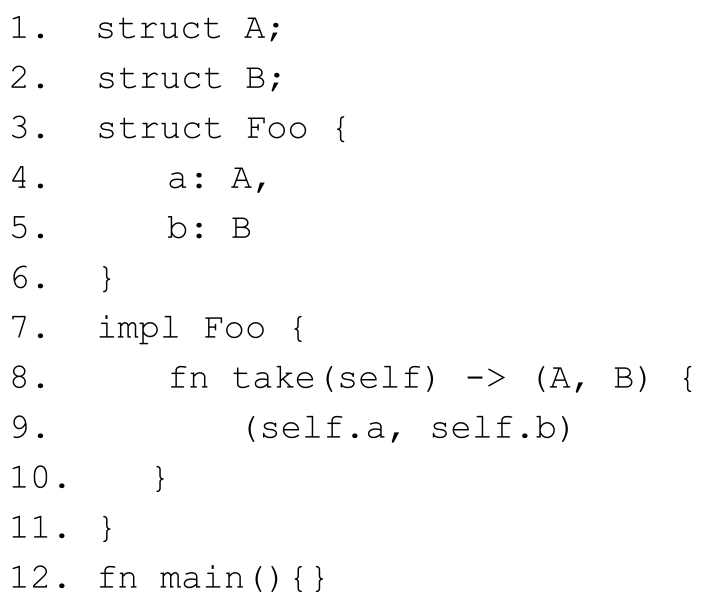 1.  struct A;
2.  struct B;
3.  struct Foo {
4.      a: A,
5.      b: B
6.  }
7.  impl Foo {
8.      fn take(self) -> (A, B) {
9.          (self.a, self.b)
10.    }
11. }
12. fn main(){}